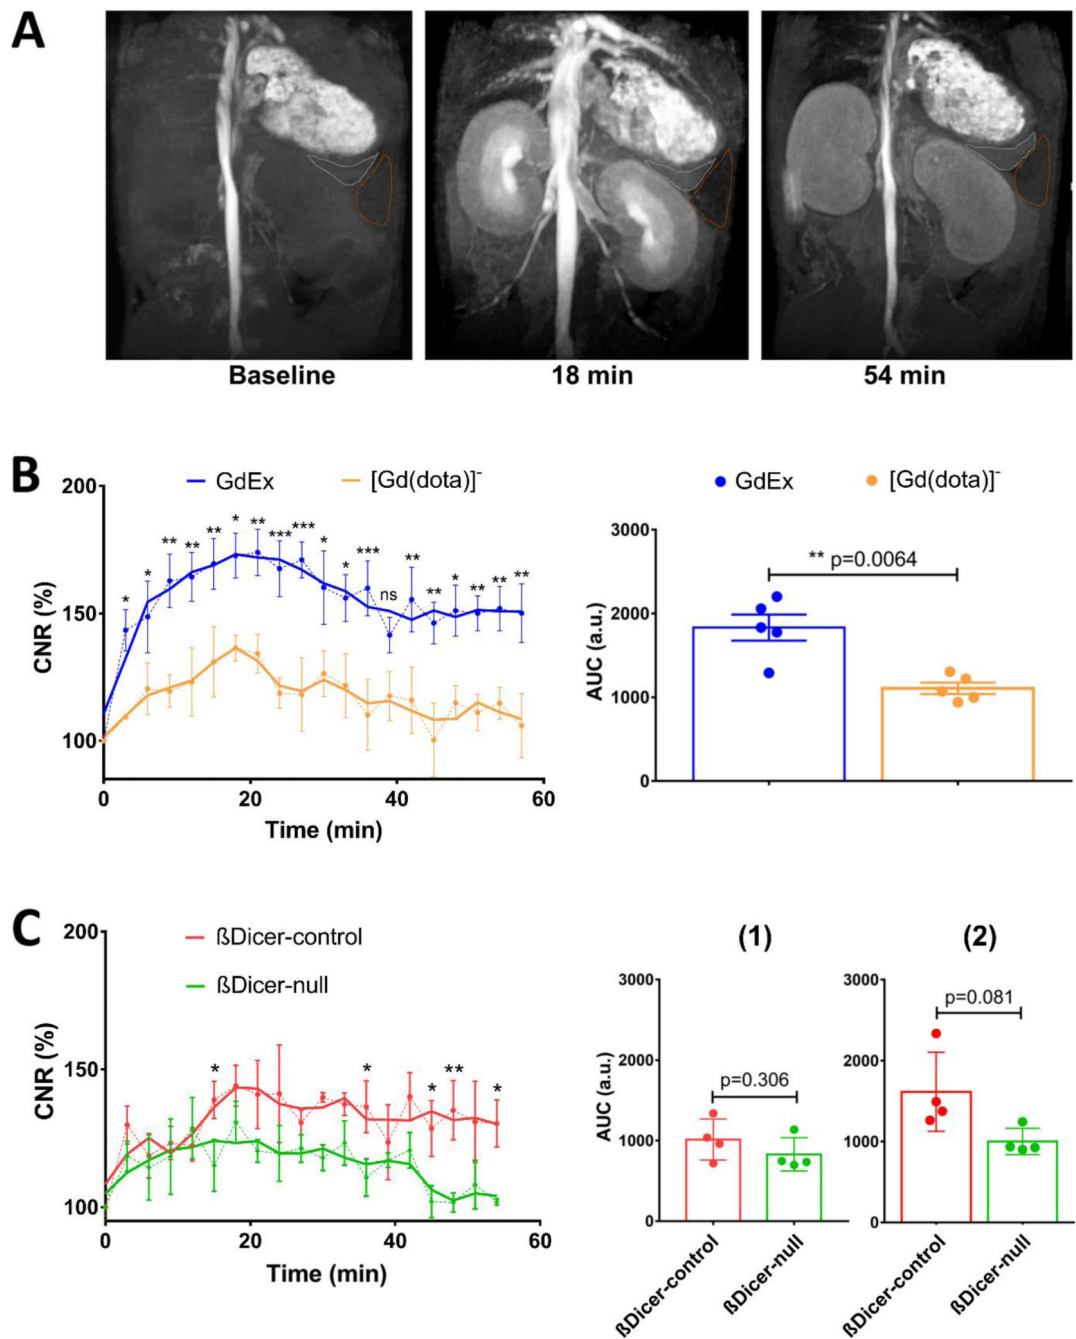 A
Baseline
18 min
54 min
B
GdEx
[Gd(dota)]-
200
150
100
CNR (%)
* * ** ** ** * ** *** *** * * *** ns ** ** * ** ** **
0 20 40 60
Time (min)
GdEx
[Gd(dota)]-
3000
2000
1000
0
AUC (a.u.)
** p=0.0064
C
ßDicer-control
ßDicer-null
200
150
100
CNR (%)
* * * ** *
0 20 40 60
Time (min)
(1)
3000
2000
1000
0
AUC (a.u.)
p=0.306
ßDicer-control
ßDicer-null
(2)
3000
2000
1000
0
p=0.081
ßDicer-control
ßDicer-null